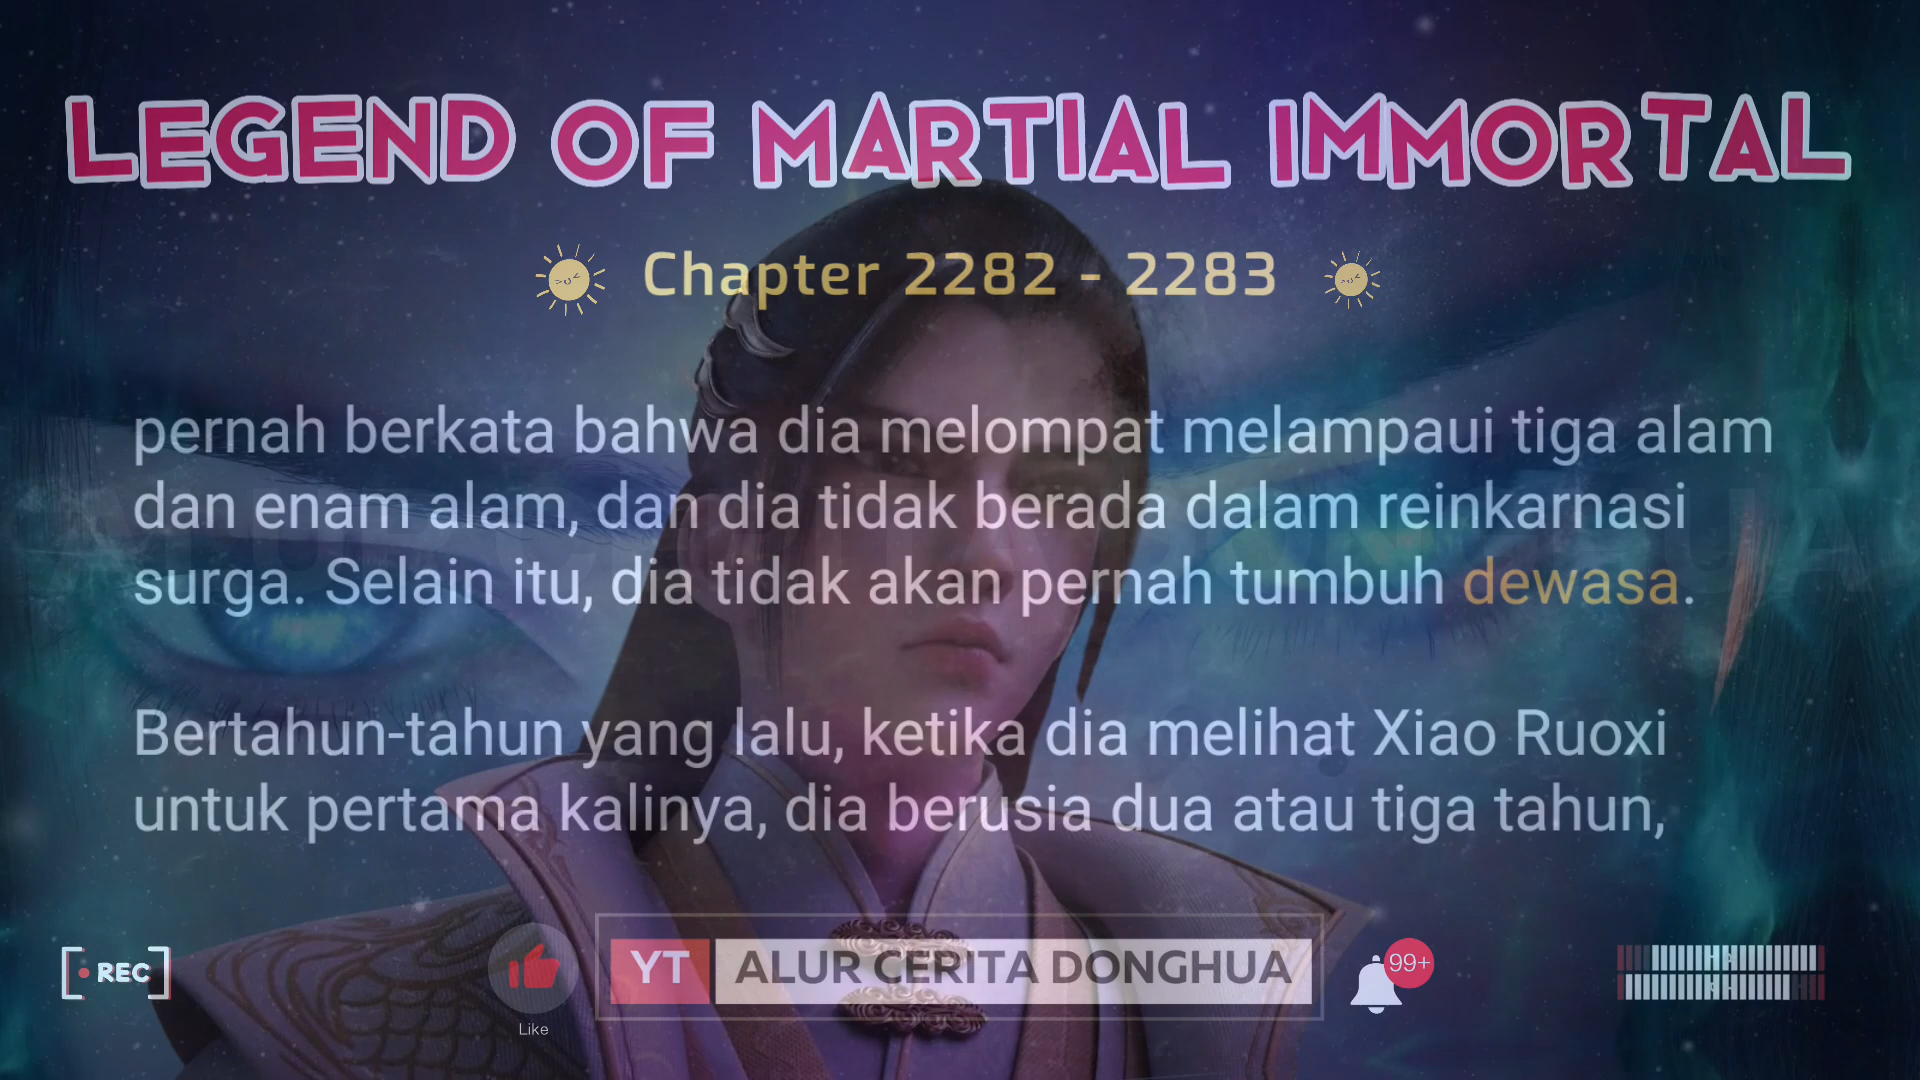 LEGEND OF MARTIAL IMMORTAL
Chapter 2282 - 2283
pernah berkata bahwa dia melompat melampaui tiga alam
dan enam alam, dan dia tidak berada dalam reinkarnasi
surga. Selain itu, dia tidak akan pernah tumbuh dewasa.
Bertahun-tahun yang lalu, ketika dia melihat Xiao Ruoxi
untuk pertama kalinya, dia berusia dua atau tiga tahun,
REC
Like
YT ALUR CERITA DONGHUA
99+